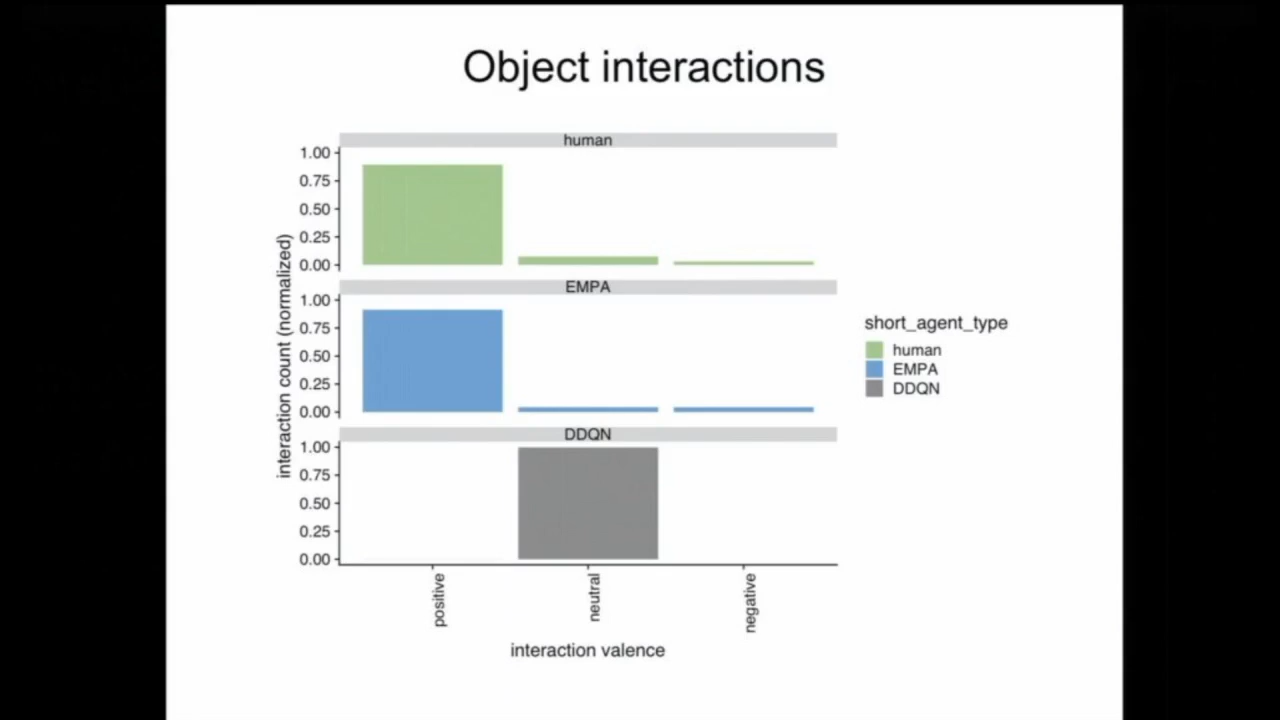 Object interactions
human
1.00
0.75
0.50
0.25
0.00
EMPA
1.00
0.75
0.50
0.25
0.00
DDQN
1.00
0.75
0.50
0.25
0.00
interaction count (normalized)
positive
neutral
negative
interaction valence
short_agent_type
human
EMPA
DDQN